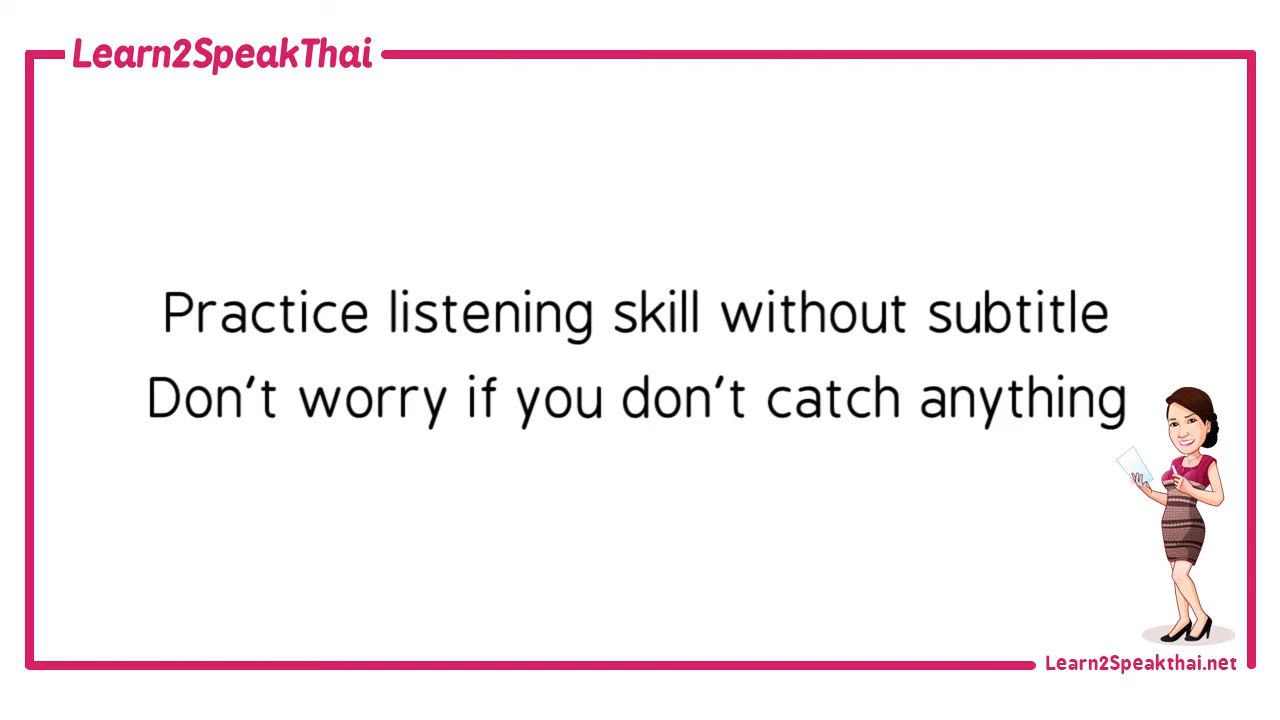 Learn2SpeakThai
Practice listening skill without subtitle
Don't worry if you don't catch anything
Learn2Speakthai.net